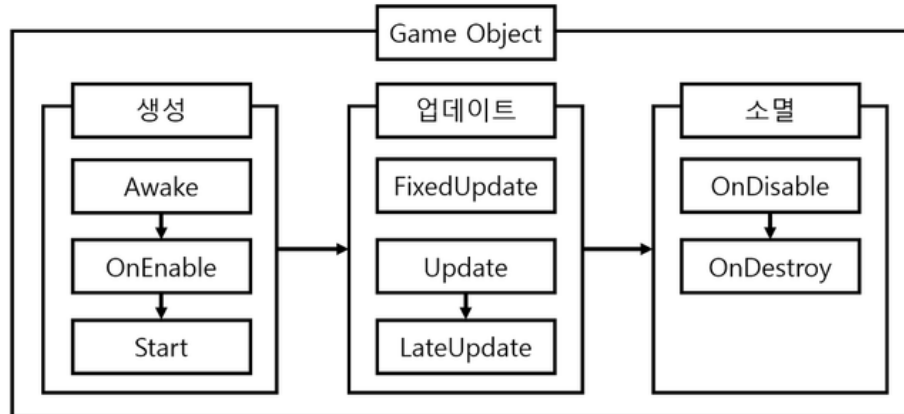 Game Object
생성
Awake
OnEnable
Start
업데이트
FixedUpdate
Update
LateUpdate
소멸
OnDisable
OnDestroy